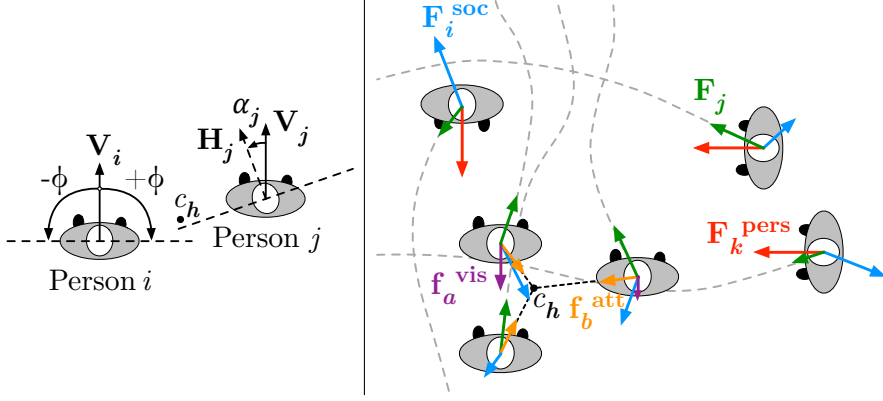 V_i
-ϕ +ϕ
Person i
α_j
H_j V_j
c_h
Person j
F_i^soc
F_j
F_k^pers
f_a^vis
c_h
f_b^att